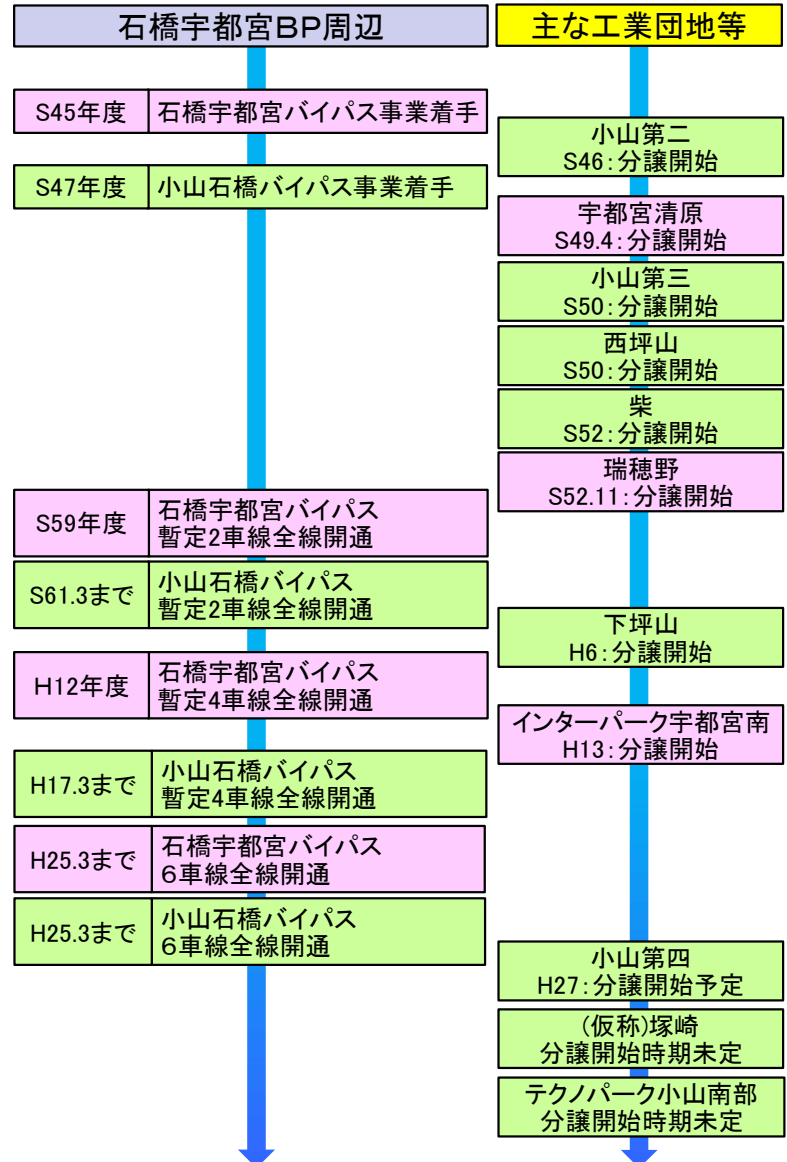 石橋宇都宮BP周辺
S45年度
石橋宇都宮バイパス事業着手
S47年度
小山石橋バイパス事業着手
S59年度
石橋宇都宮バイパス
暫定2車線全線開通
S61.3まで
小山石橋バイパス
暫定2車線全線開通
H12年度
石橋宇都宮バイパス
暫定4車線全線開通
H17.3まで
小山石橋バイパス
暫定4車線全線開通
H25.3まで
石橋宇都宮バイパス
6車線全線開通
H25.3まで
小山石橋バイパス
6車線全線開通
主な工業団地等
小山第二
S46:分譲開始
宇都宮清原
S49.4:分譲開始
小山第三
S50:分譲開始
西坪山
S50:分譲開始
柴
S52:分譲開始
瑞穂野
S52.11:分譲開始
下坪山
H6:分譲開始
インターパーク宇都宮南
H13:分譲開始
小山第四
H27:分譲開始予定
(仮称)塚崎
分譲開始時期未定
テクノパーク小山南部
分譲開始時期未定